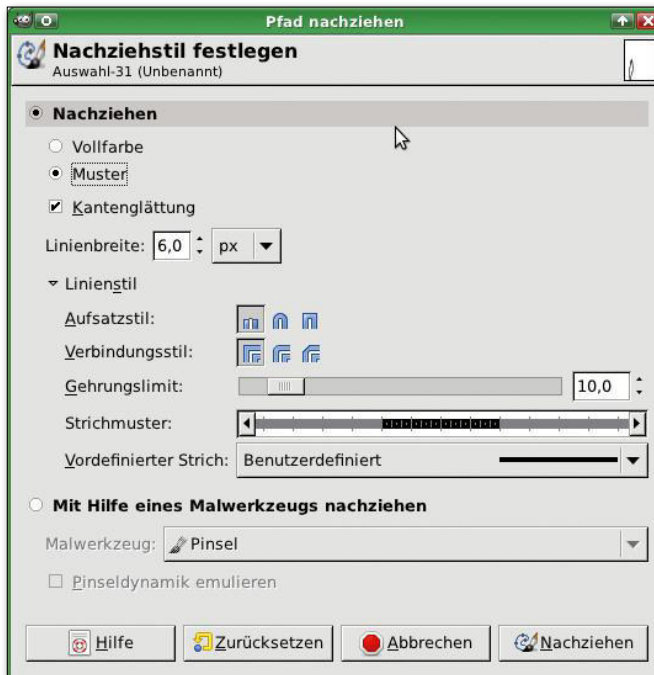 Pfad nachziehen
Nachziehstil festlegen
Auswahl-31 (Unbenannt)
Nachziehen
Vollfarbe
Muster
Kantenglättung
Linienbreite: 6,0 px
Linienstil
Aufsatzstil:
Verbindungsstil:
Gehrungslimit: 10,0
Strichmuster:
Vordefinierter Strich: Benutzerdefiniert
Mit Hilfe eines Malwerkzeugs nachziehen
Malwerkzeug: Pinsel
Pinseldynamik emulieren
Hilfe Zurücksetzen Abbrechen Nachziehen